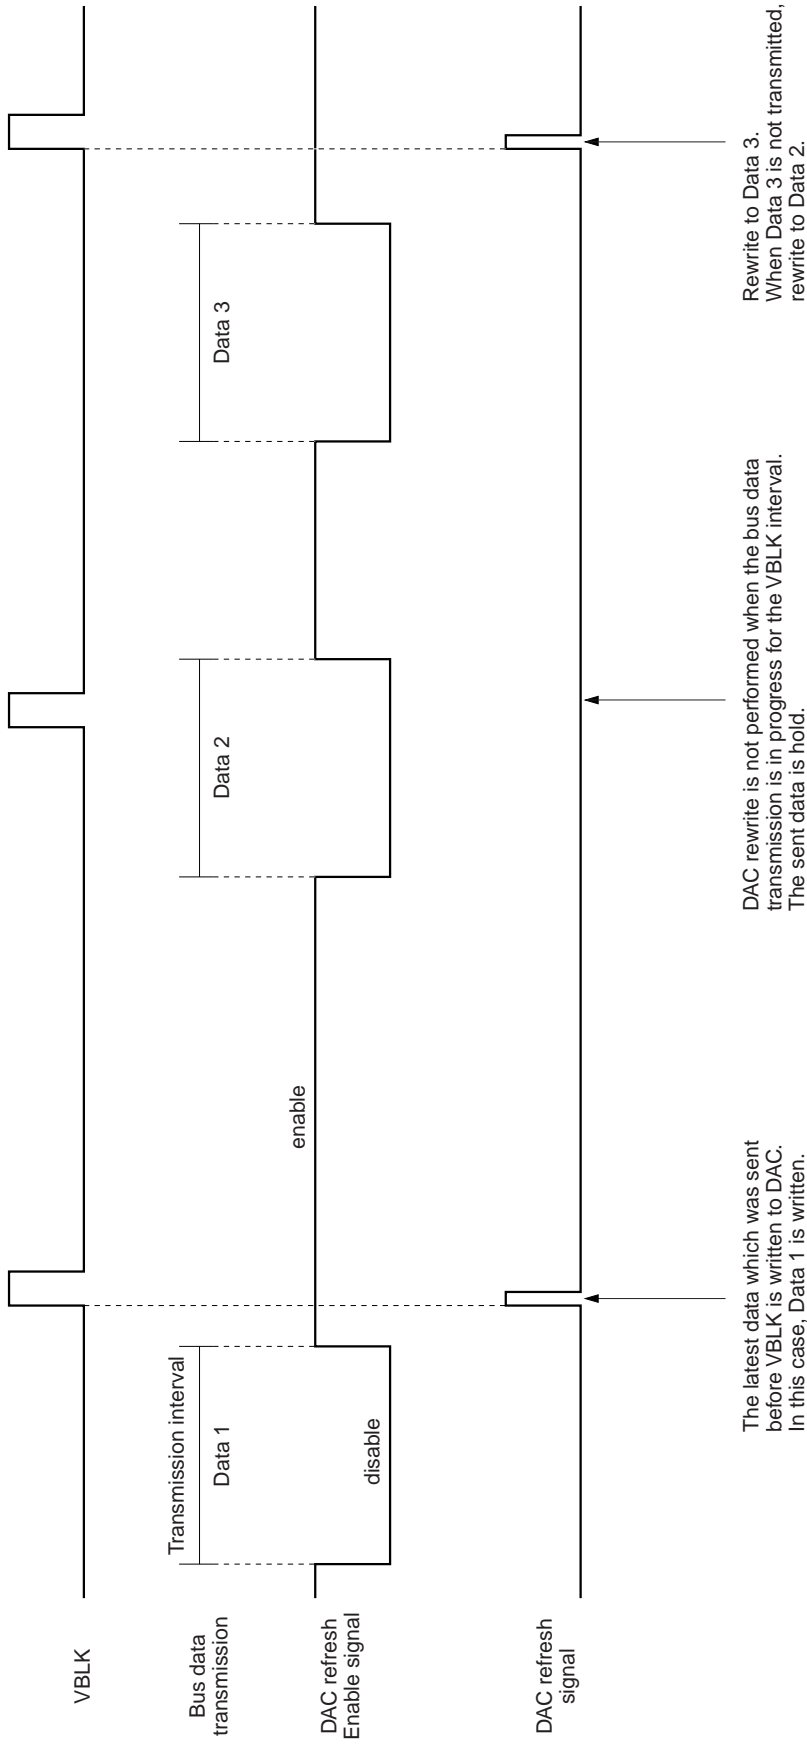 VBLK
Bus data
transmission
Transmission interval
Data 1
Data 2
Data 3
DAC refresh
Enable signal
disable
enable
DAC refresh
signal
The latest data which was sent
before VBLK is written to DAC.
In this case, Data 1 is written.
DAC rewrite is not performed when the bus data
transmission is in progress for the VBLK interval.
The sent data is hold.
Rewrite to Data 3.
When Data 3 is not transmitted,
rewrite to Data 2.